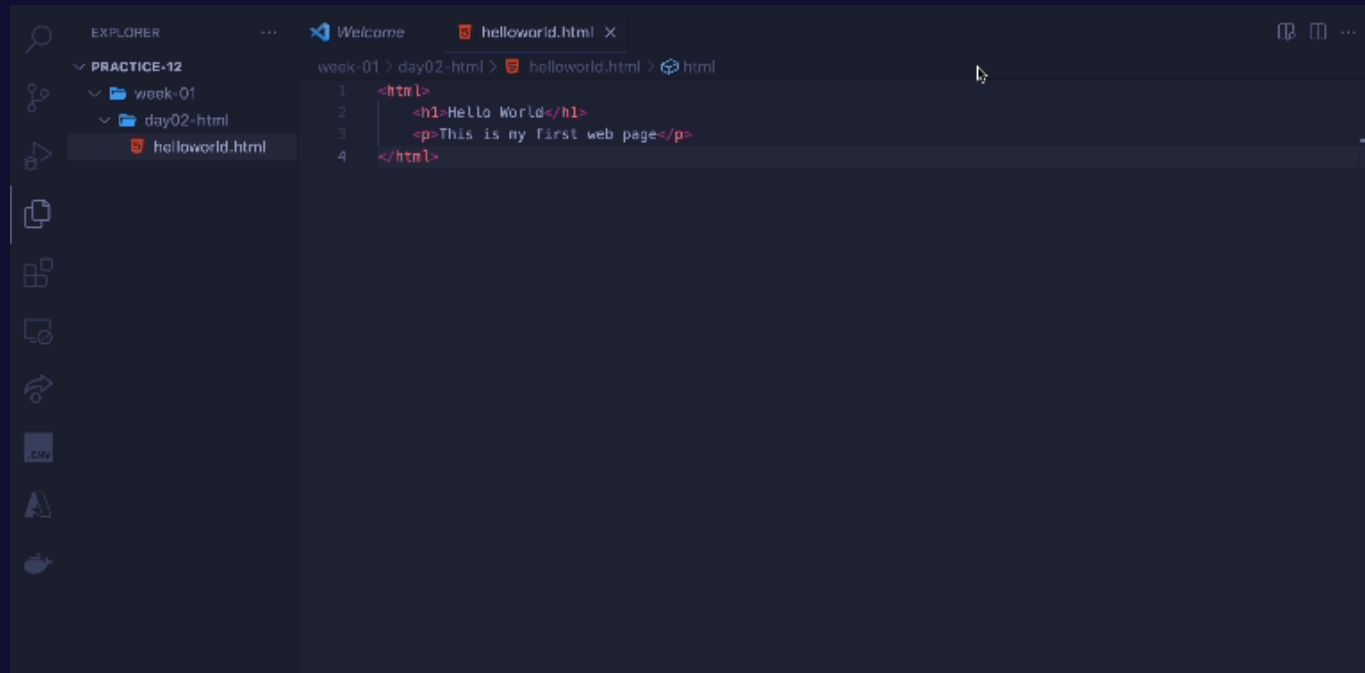 EXPLORER ...
Welcome
helloworld.html ×
PRACTICE-12
week-01 > day02-html > helloworld.html > html
week-01
day02-html
helloworld.html
1 <html>
2 <h1>Hello World</h1>
3 <p>This is my first web page</p>
4 </html>
.ENV